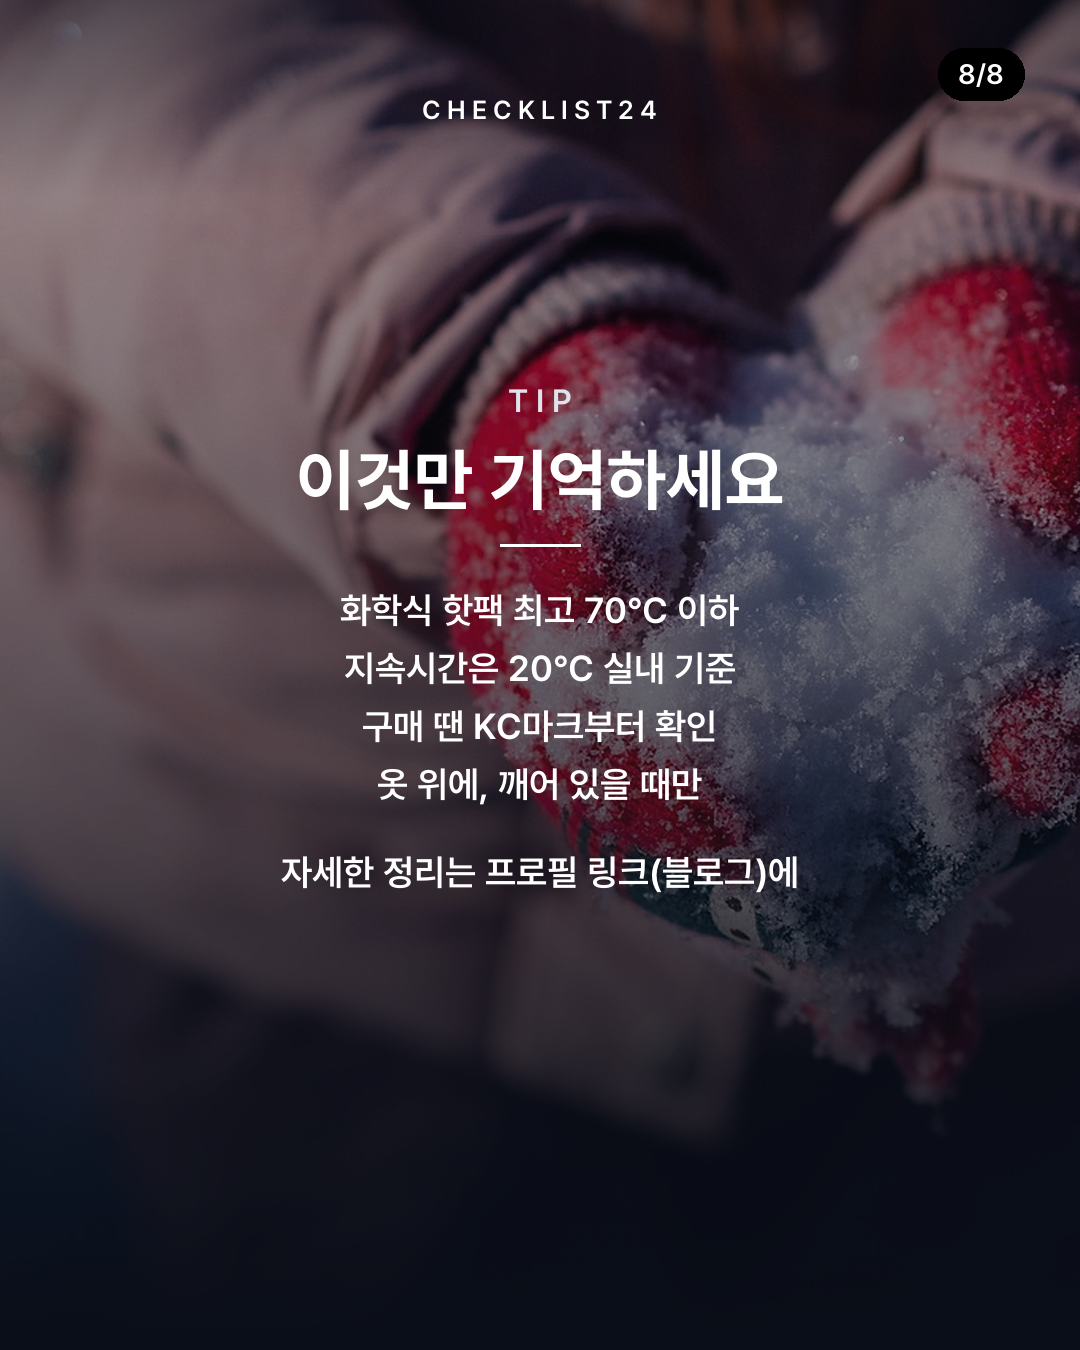 8/8
CHECKLIST24
TIP
이것만 기억하세요
화학식 핫팩 최고 70°C 이하
지속시간은 20°C 실내 기준
구매 땐 KC마크부터 확인
옷 위에, 깨어 있을 때만
자세한 정리는 프로필 링크(블로그)에